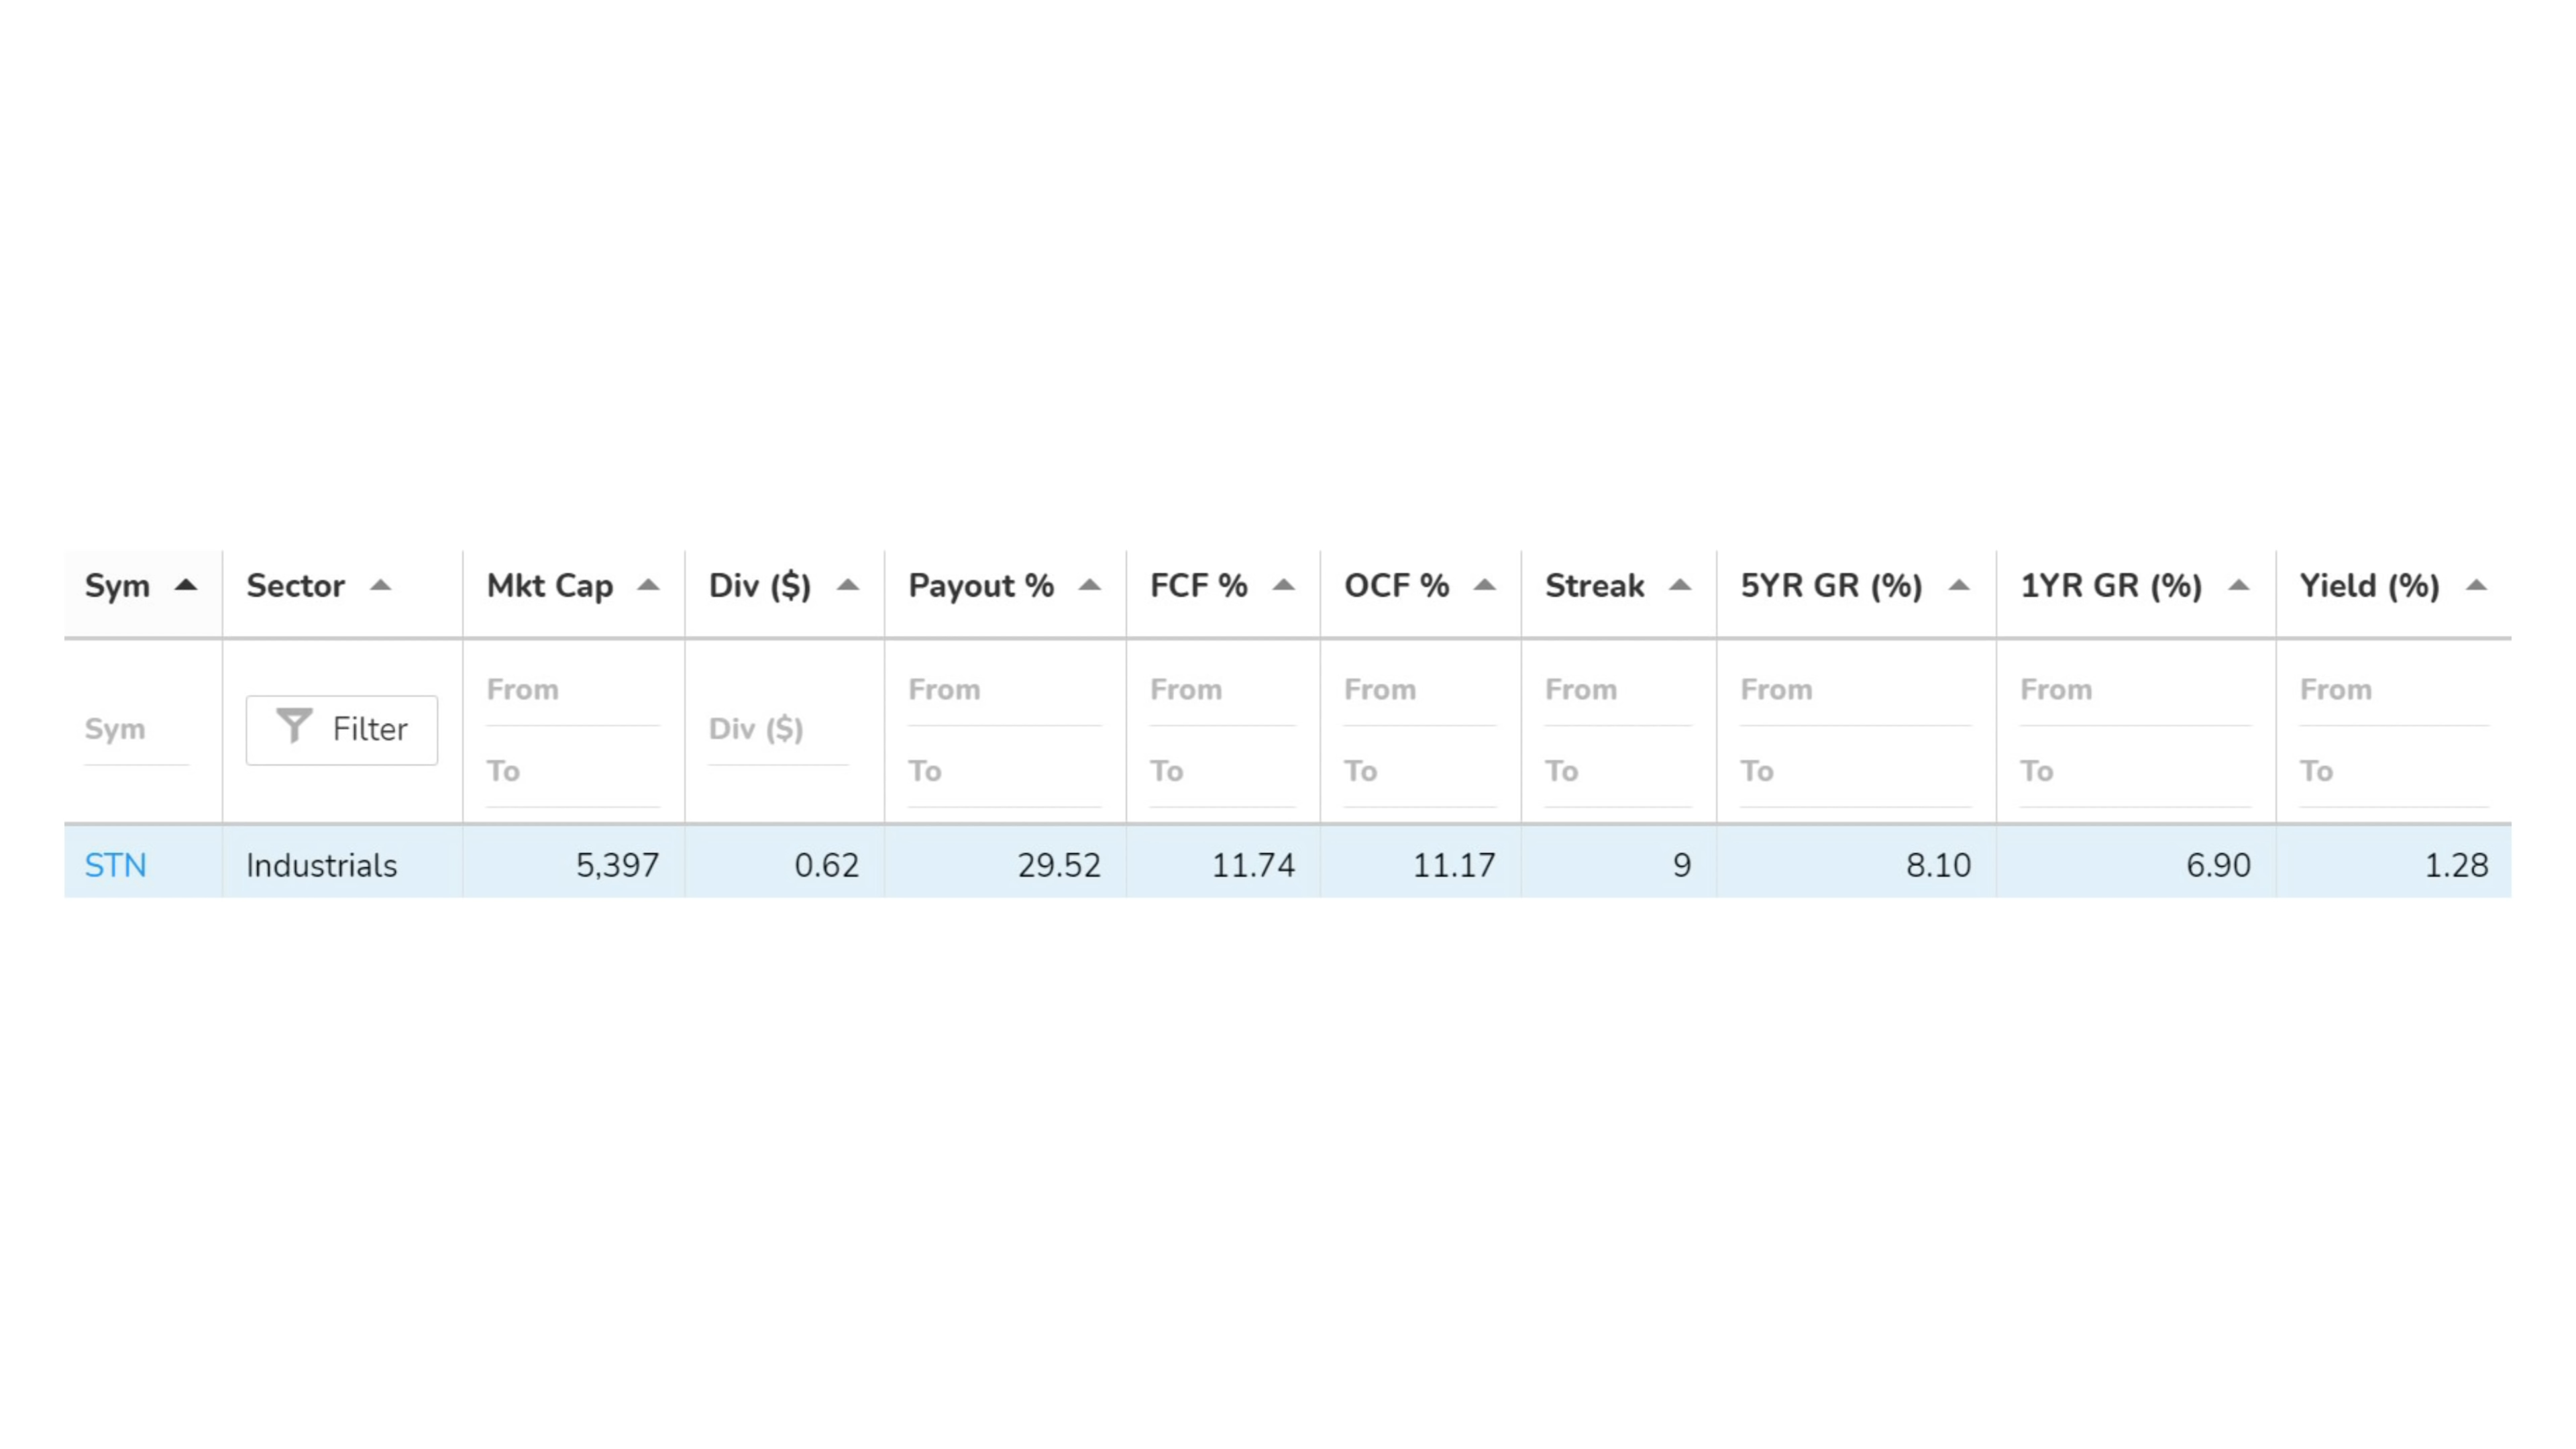 Sym Sector Mkt Cap Div ($) Payout % FCF % OCF % Streak 5YR GR (%) 1YR GR (%) Yield (%)
From From From From From From From From
Sym Filter Div ($)
To To To To To To To To
STN Industrials 5,397 0.62 29.52 11.74 11.17 9 8.10 6.90 1.28